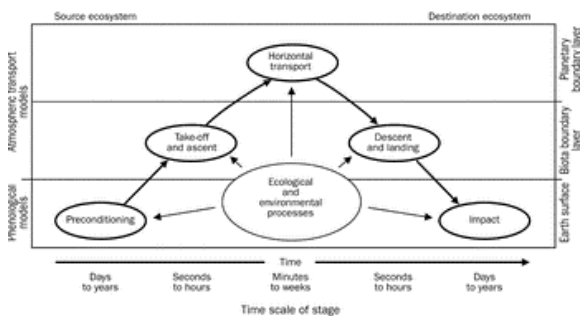 Source ecosystem
Destination ecosystem
Atmospheric transport
models
Phenological
models
Planetary
boundary layer
Biota boundary
layer
Earth surface
Horizontal
transport
Take-off
and ascent
Descent
and landing
Ecological
and
environmental
processes
Preconditioning
Impact
Time
Days
to years
Seconds
to hours
Minutes
to weeks
Seconds
to hours
Days
to years
Time scale of stage